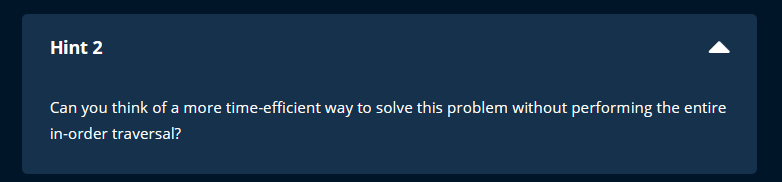 Hint 2
Can you think of a more time-efficient way to solve this problem without performing the entire
in-order traversal?